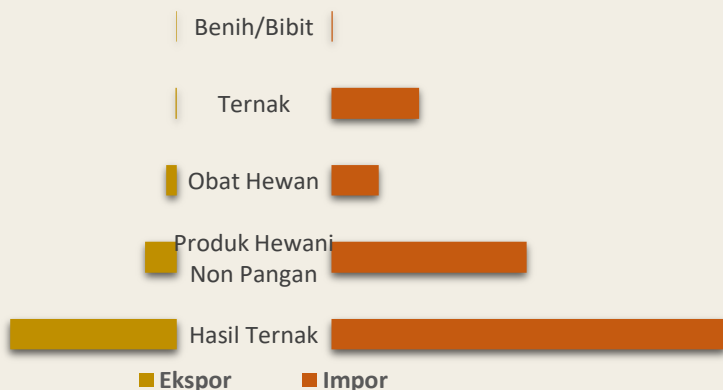 Benih/Bibit
Ternak
Obat Hewan
Produk Hewani
Non Pangan
Hasil Ternak
Ekspor
Impor